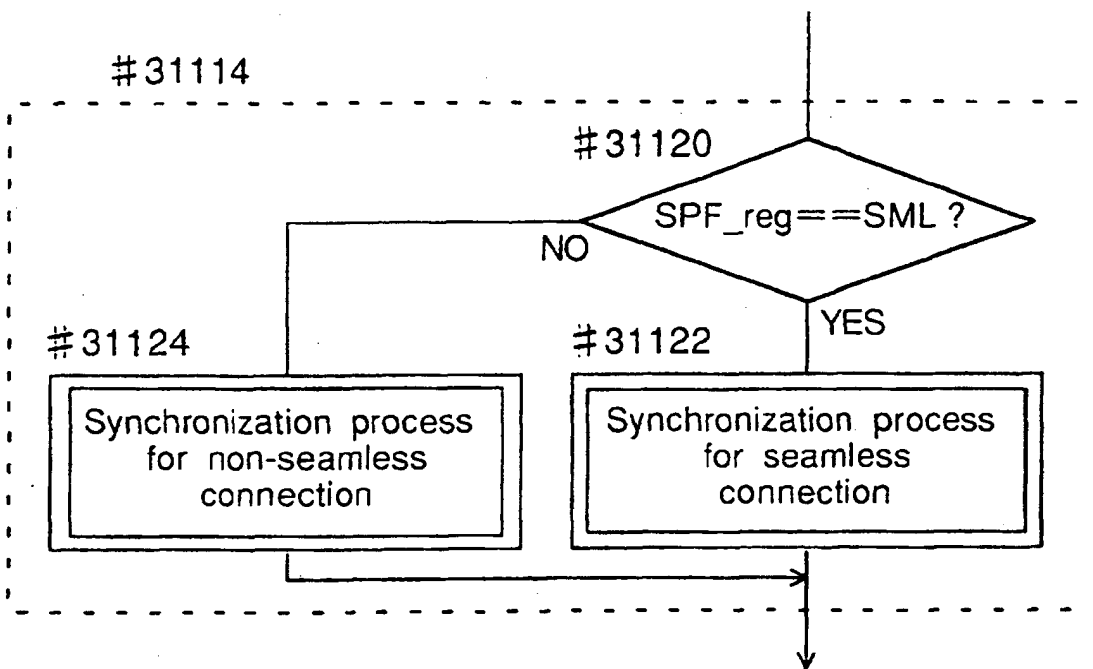 #31114
#31120
SPF_reg==SML ?
NO
YES
#31124
#31122
Synchronization process
for non-seamless
connection
Synchronization process
for seamless
connection